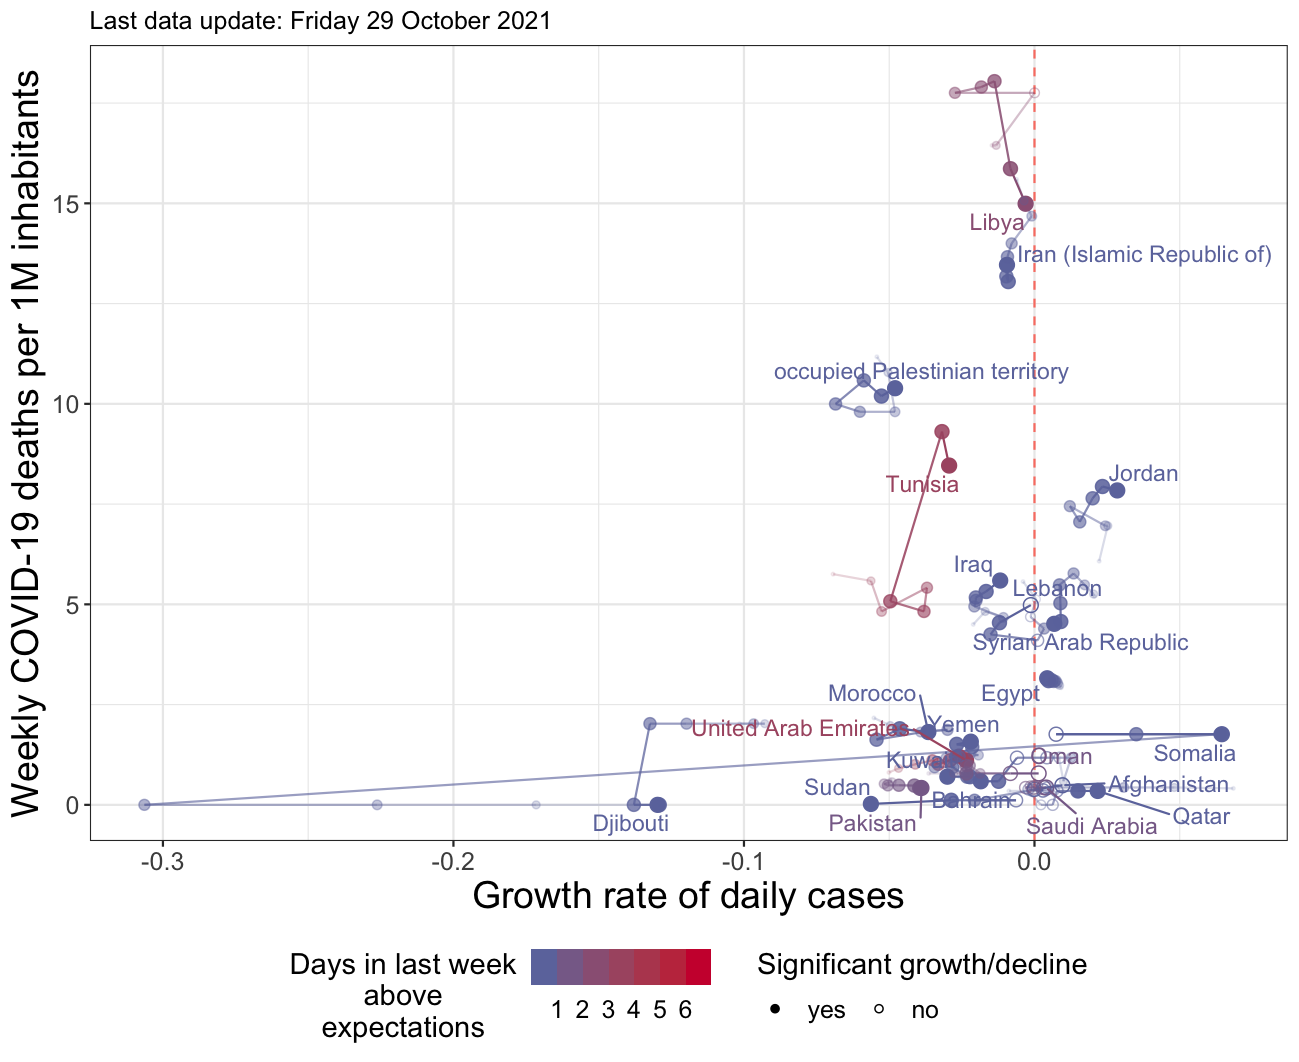 Last data update: Friday 29 October 2021
Weekly COVID-19 deaths per 1M inhabitants
15
10
5
0
Libya
Iran (Islamic Republic of)
occupied Palestinian territory
Tunisia
Jordan
Iraq
Lebanon
Syrian Arab Republic
Morocco
Egypt
United Arab Emirates
Yemen
Kuwait
Oman
Somalia
Sudan
Bahrain
Afghanistan
Djibouti
Pakistan
Saudi Arabia
Qatar
-0.3
-0.2
-0.1
0.0
Growth rate of daily cases
Days in last week
above
expectations
1 2 3 4 5 6
Significant growth/decline
yes
no